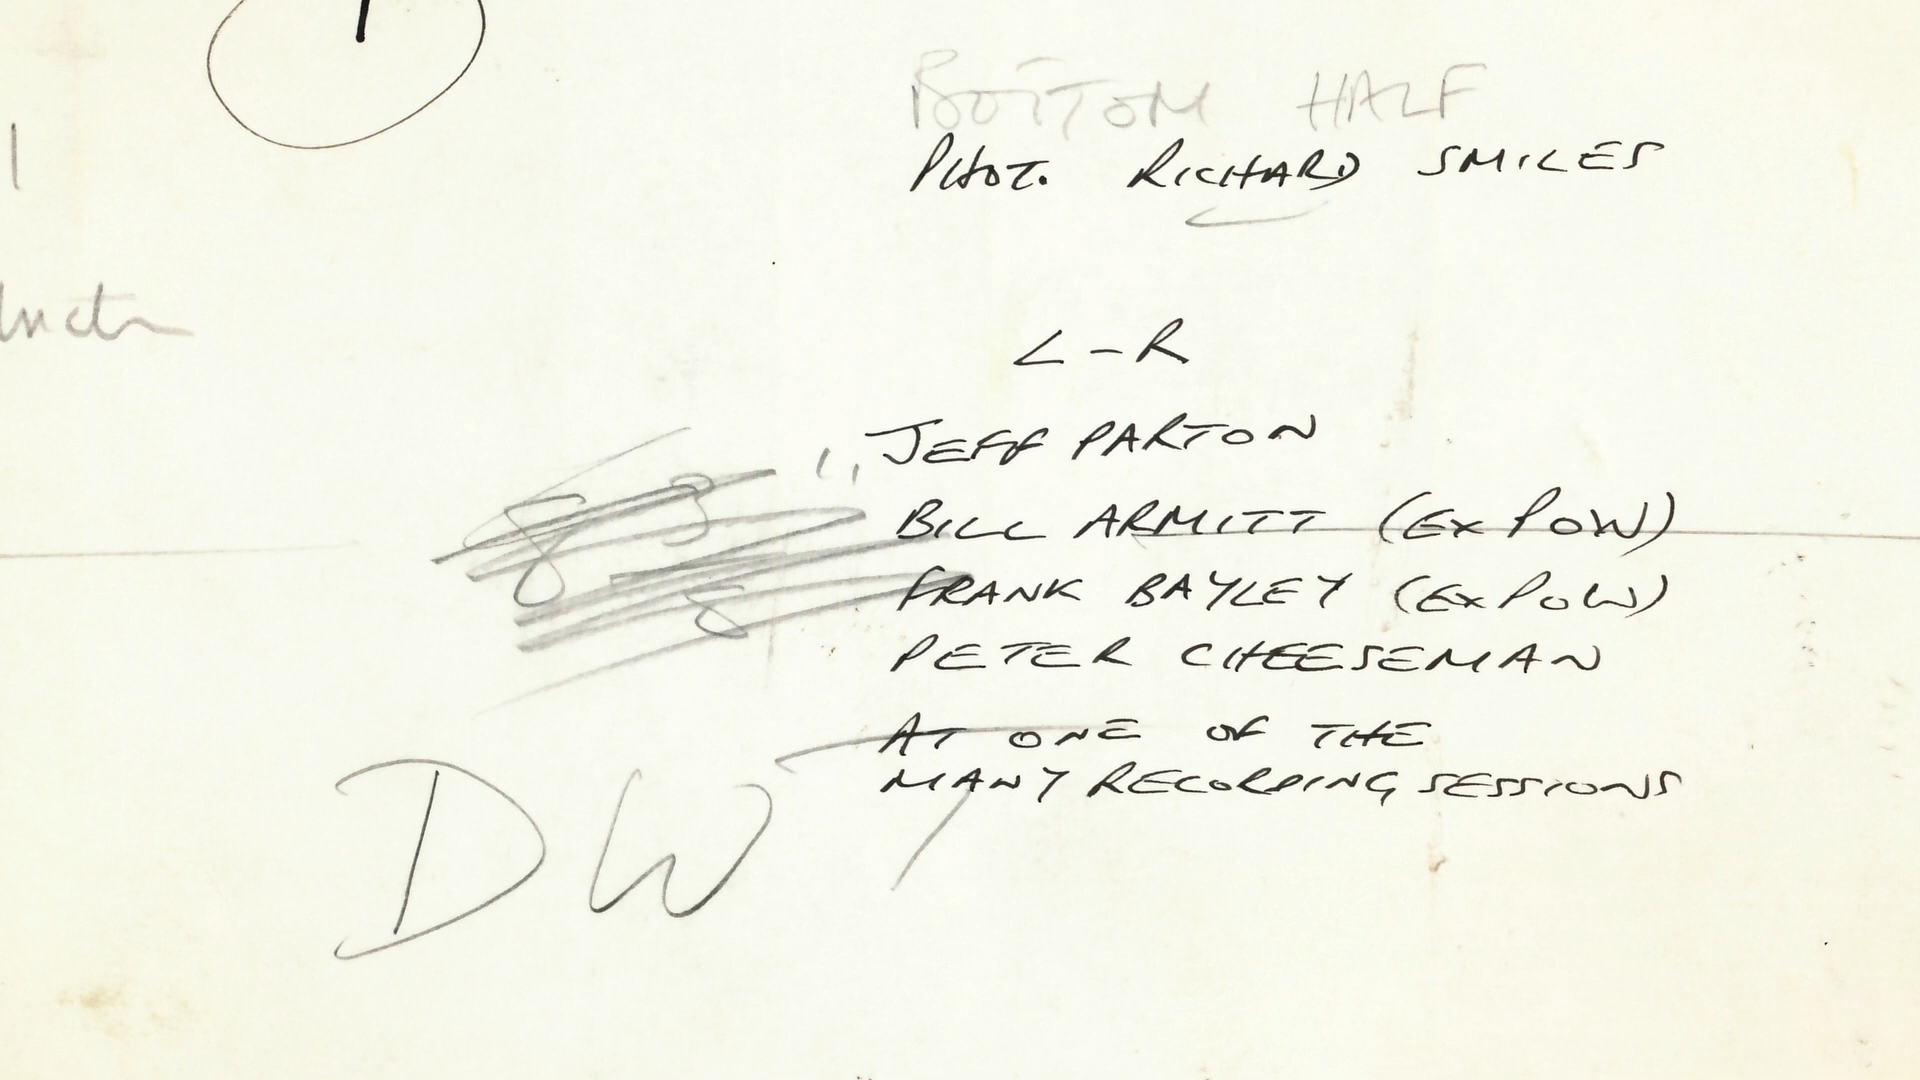 BOTTOM HALF
PHOT. RICHARD SMILES
L-R
JEFF PARTON
BILL ARMITT (EX POW)
FRANK BAYLEY (EX POW)
PETER CHEESEMAN
AT ONE OF THE
MANY RECORDING SESSIONS
DW